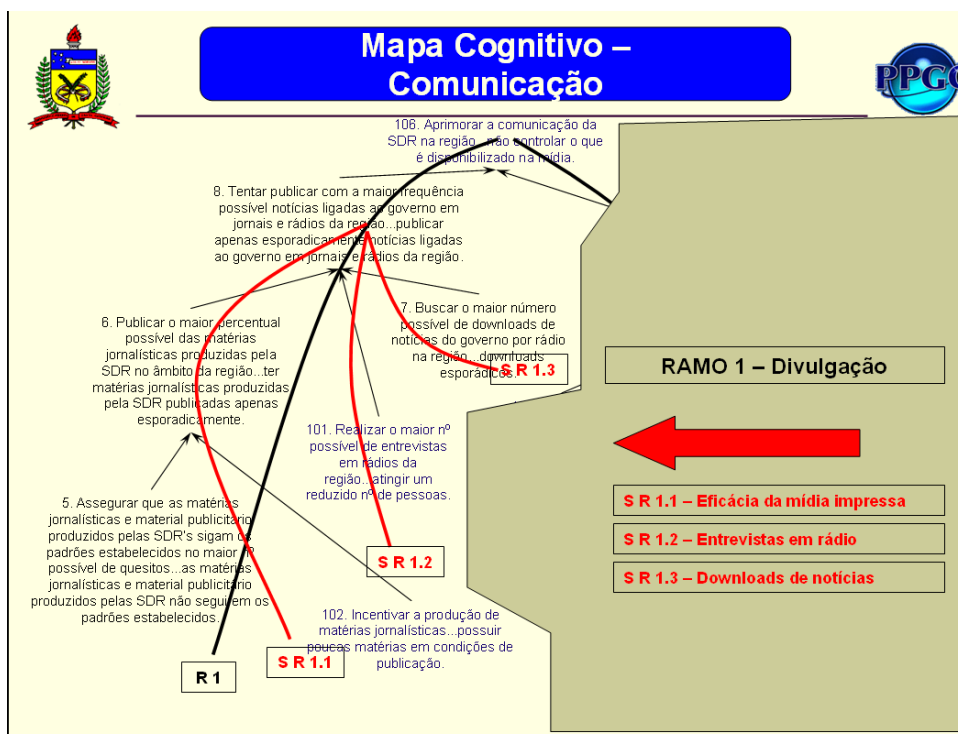 Mapa Cognitivo –
Comunicação
PPGC
106. Aprimorar a comunicação da
SDR na região...não controlar o que
é disponibilizado na mídia.
8. Tentar publicar com a maior frequência
possível notícias ligadas ao governo em
jornais e rádios da região...publicar
apenas esporadicamente notícias ligadas
ao governo em jornais e rádios da região.
7. Buscar o maior número
possível de downloads de
notícias do governo por rádio
na região...downloads
esporádicos.
S R 1.3
6. Publicar o maior percentual
possível das matérias
jornalísticas produzidas pela
SDR no âmbito da região...ter
matérias jornalísticas produzidas
pela SDR publicadas apenas
esporadicamente.
RAMO 1 – Divulgação
101. Realizar o maior nº
possível de entrevistas
em rádios da
região...atingir um
reduzido nº de pessoas.
5. Assegurar que as matérias
jornalísticas e material publicitário
produzidos pelas SDR's sigam os
padrões estabelecidos no maior nº
possível de quesitos...as matérias
jornalísticas e material publicitário
produzidos pelas SDR não seguirem os
padrões estabelecidos.
S R 1.1 – Eficácia da mídia impressa
S R 1.2 – Entrevistas em rádio
S R 1.3 – Downloads de notícias
S R 1.2
102. Incentivar a produção de
matérias jornalísticas...possuir
poucas matérias em condições de
publicação.
S R 1.1
R 1